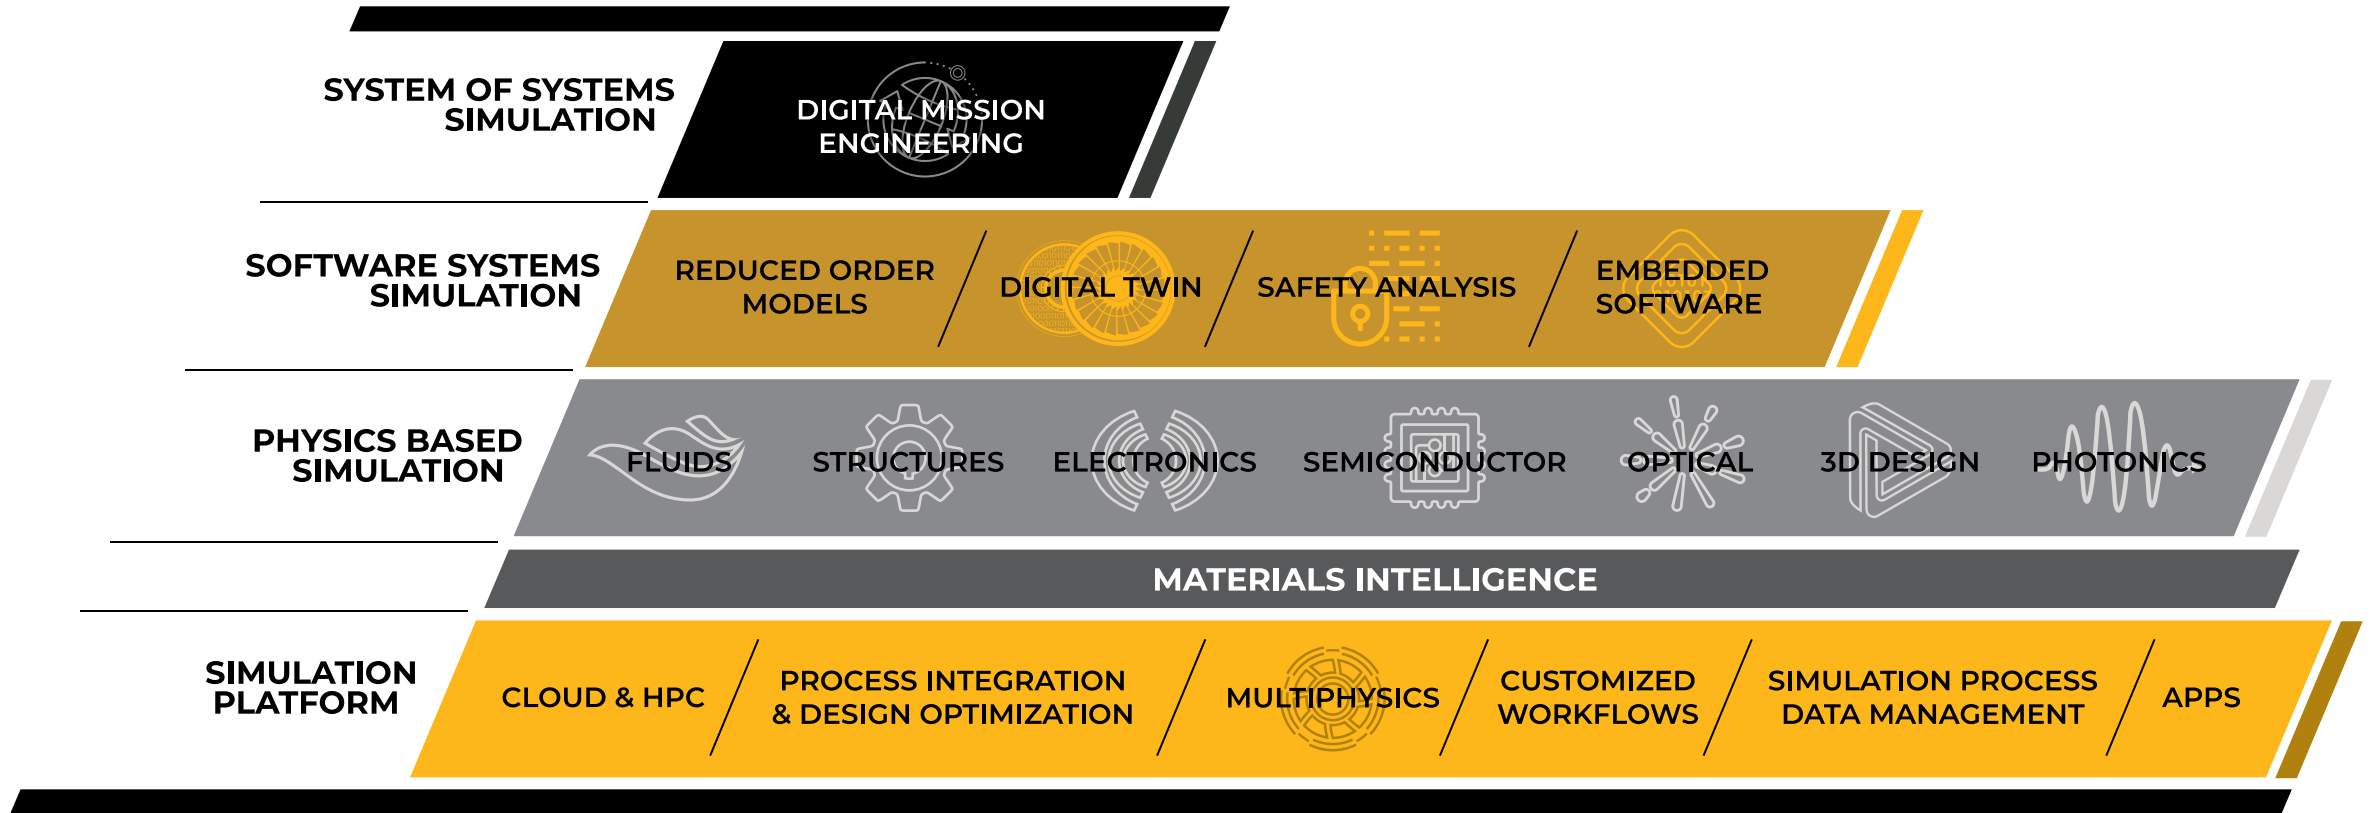 SYSTEM OF SYSTEMS
SIMULATION
DIGITAL MISSION
ENGINEERING
SOFTWARE SYSTEMS
SIMULATION
REDUCED ORDER
MODELS
DIGITAL TWIN
SAFETY ANALYSIS
EMBEDDED
SOFTWARE
PHYSICS BASED
SIMULATION
FLUIDS
STRUCTURES
ELECTRONICS
SEMICONDUCTOR
OPTICAL
3D DESIGN
PHOTONICS
MATERIALS INTELLIGENCE
SIMULATION
PLATFORM
CLOUD & HPC
PROCESS INTEGRATION
& DESIGN OPTIMIZATION
MULTIPHYSICS
CUSTOMIZED
WORKFLOWS
SIMULATION PROCESS
DATA MANAGEMENT
APPS